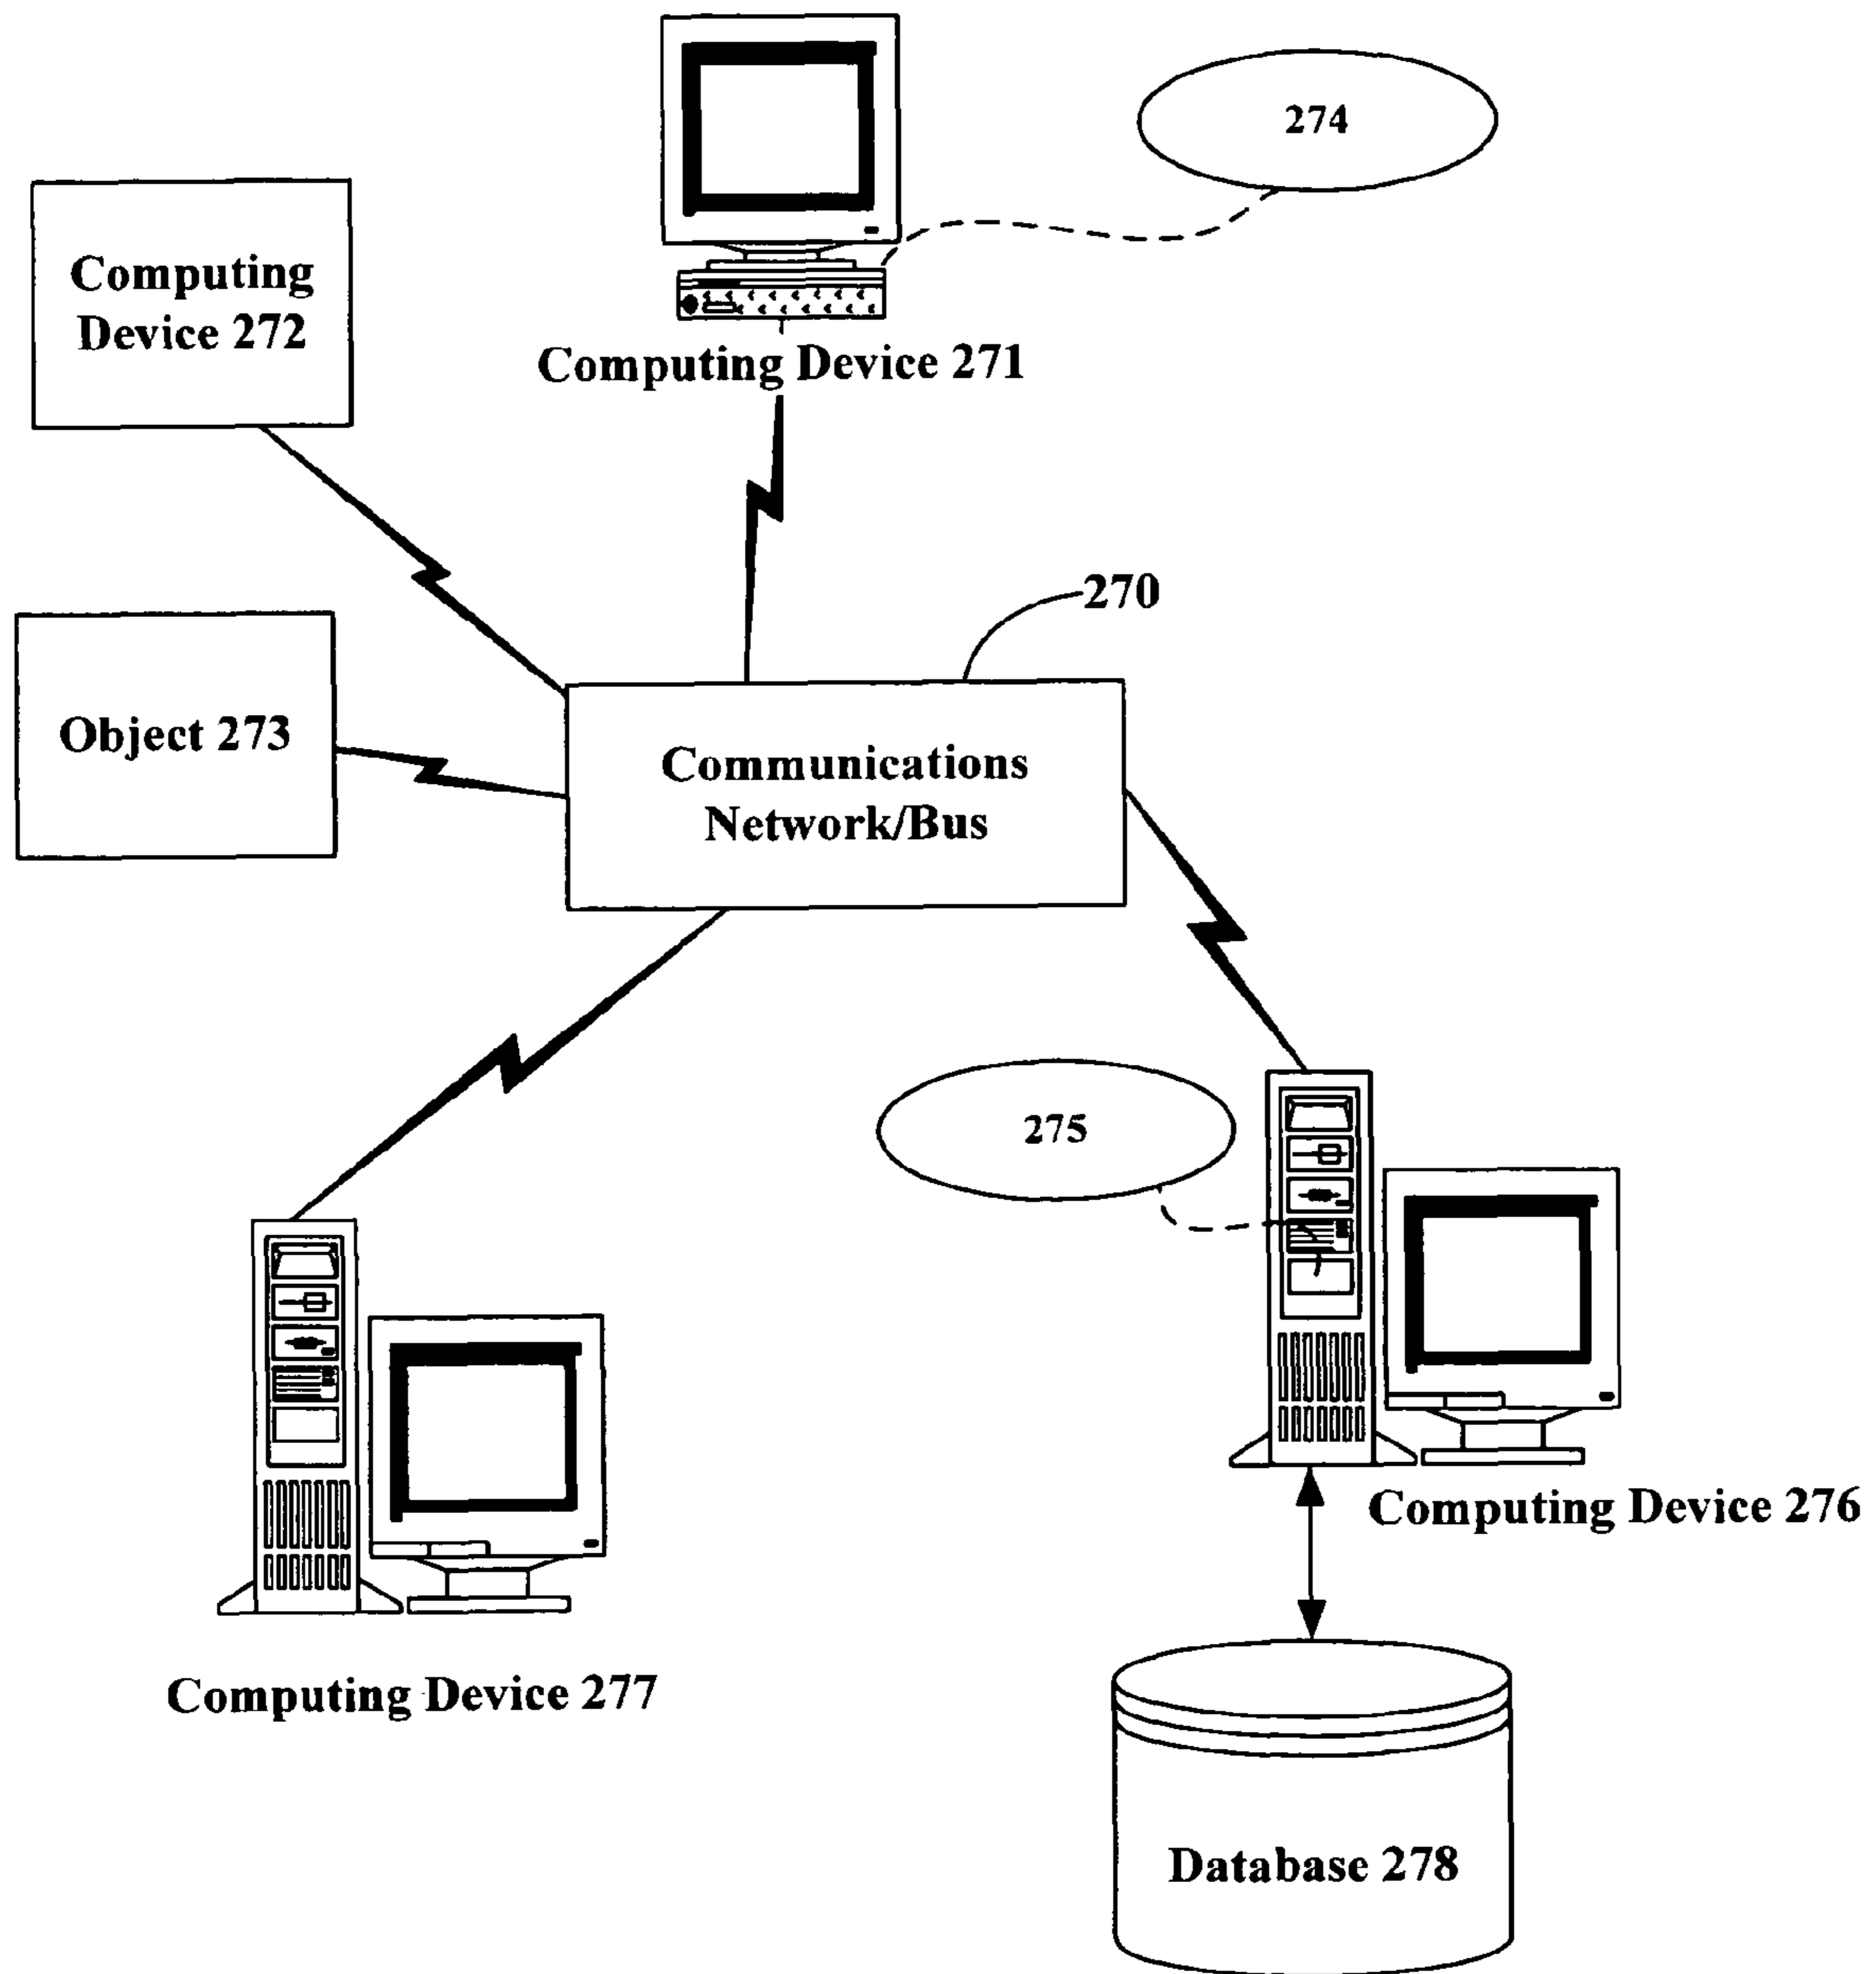 274
Computing
Device 272
Computing Device 271
270
Object 273
Communications
Network/Bus
275
Computing Device 276
Computing Device 277
Database 278